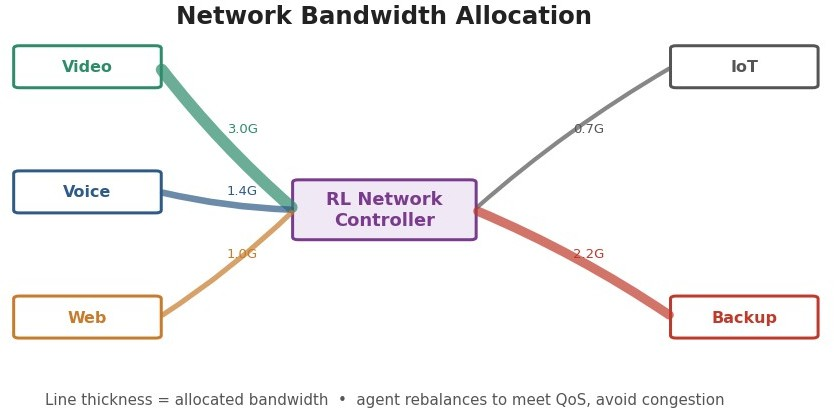 Network Bandwidth Allocation
Video
IoT
3.0G
0.7G
Voice
1.4G
RL Network
Controller
1.0G
2.2G
Web
Backup
Line thickness = allocated bandwidth • agent rebalances to meet QoS, avoid congestion